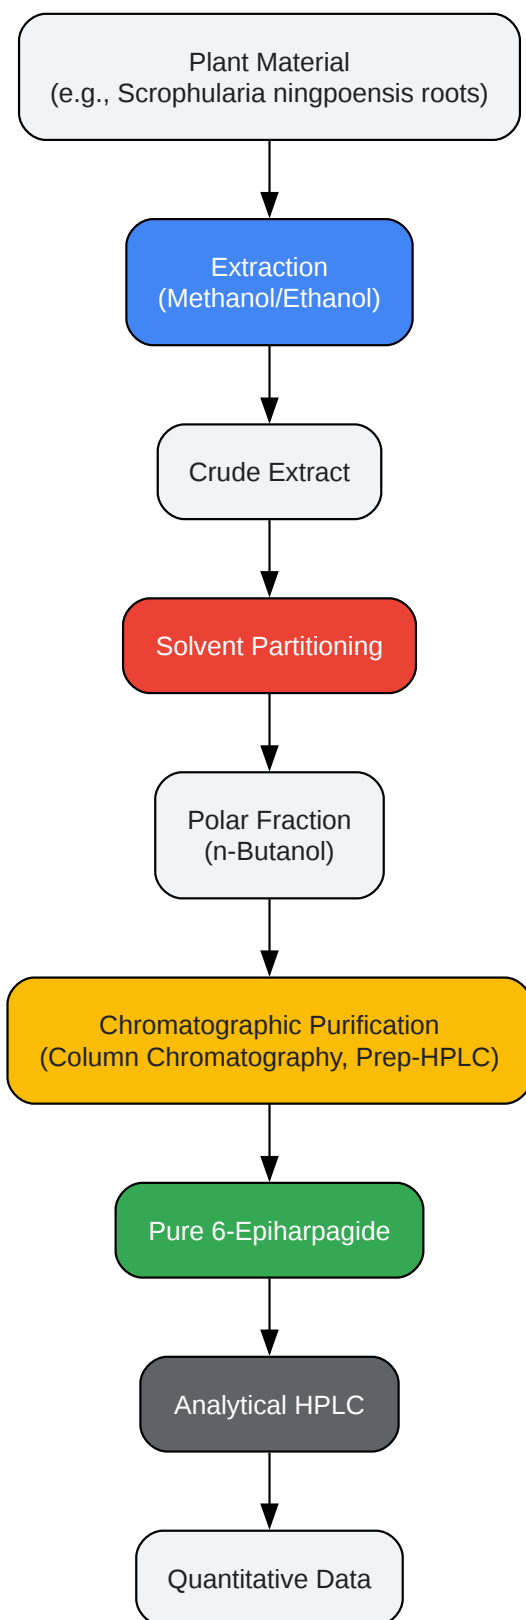 Plant Material
(e.g., Scrophularia ningpoensis roots)
Extraction
(Methanol/Ethanol)
Crude Extract
Solvent Partitioning
Polar Fraction
(n-Butanol)
Chromatographic Purification
(Column Chromatography, Prep-HPLC)
Pure 6-Epiharpagide
Analytical HPLC
Quantitative Data